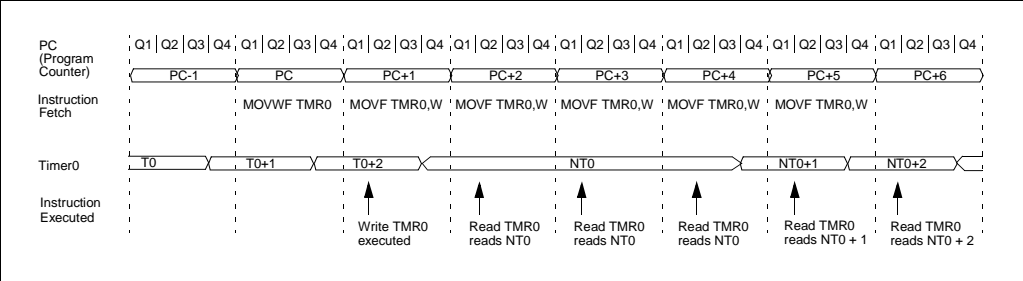 PC
(Program
Counter)
Q1 Q2 Q3 Q4 Q1 Q2 Q3 Q4 Q1 Q2 Q3 Q4 Q1 Q2 Q3 Q4 Q1 Q2 Q3 Q4 Q1 Q2 Q3 Q4 Q1 Q2 Q3 Q4 Q1 Q2 Q3 Q4
PC-1 PC PC+1 PC+2 PC+3 PC+4 PC+5 PC+6
Instruction
Fetch
MOVWF TMR0 MOVF TMR0,W MOVF TMR0,W MOVF TMR0,W MOVF TMR0,W MOVF TMR0,W
Timer0
T0 T0+1 T0+2 NT0 NT0+1 NT0+2
Instruction
Executed
Write TMR0
executed
Read TMR0
reads NT0
Read TMR0
reads NT0
Read TMR0
reads NT0
Read TMR0
reads NT0 + 1
Read TMR0
reads NT0 + 2